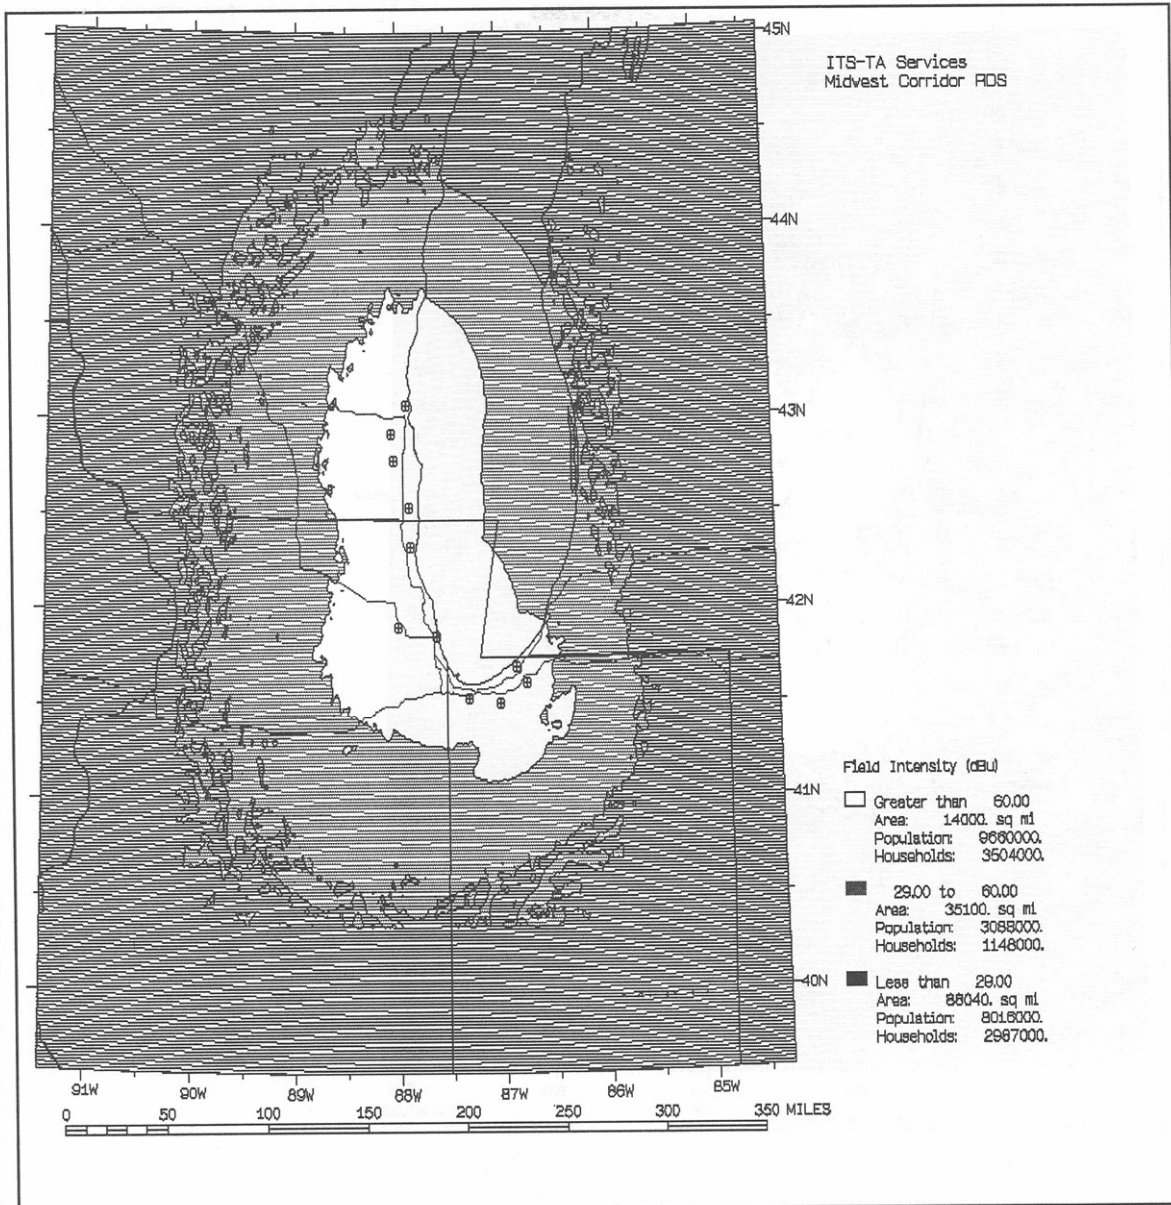 45N
ITS-TA Services
Midwest Corridor RDS
44N
43N
42N
41N
40N
Field Intensity (dBu)
Greater than 60.00
Area: 14000. sq mi
Population: 9660000.
Households: 3504000.
29.00 to 60.00
Area: 35100. sq mi
Population: 3088000.
Households: 1148000.
Less than 29.00
Area: 88040. sq mi
Population: 8016000.
Households: 2987000.
91W 90W 89W 88W 87W 86W 85W
0 50 100 150 200 250 300 350 MILES